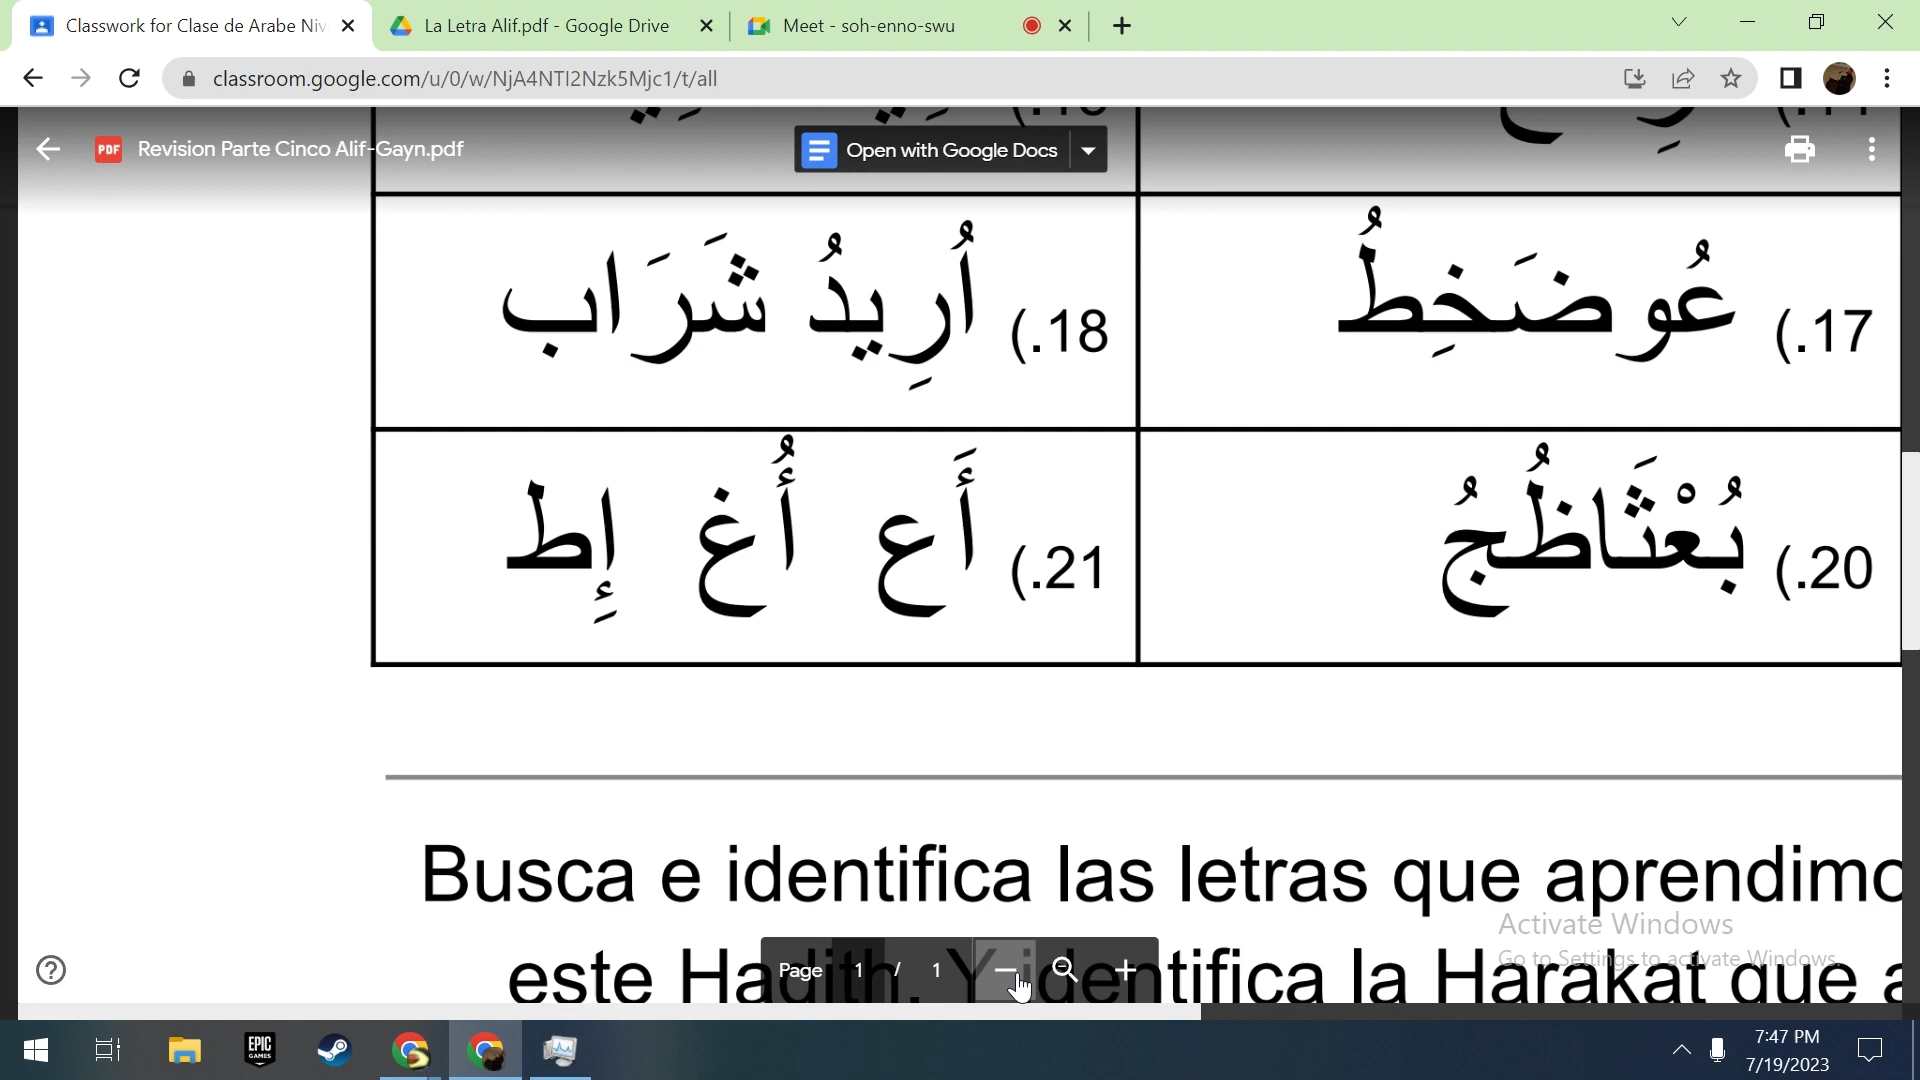 Classwork for Clase de Arabe Niv
La Letra Alif.pdf - Google Drive
Meet - soh-enno-swu
classroom.google.com/u/0/w/NjA4NTI2Nzk5Mjc1/t/all
PDF
Revision Parte Cinco Alif-Gayn.pdf
Open with Google Docs
17.) عُوضَخِطُ
18.) أُرِيدُ شَرَاب
20.) بُعْثَاظُجُ
21.) أَع أُغ إِط
Busca e identifica las letras que aprendimo
este Hadith. Y identifica la Harakat que a
Activate Windows
Go to Settings to activate Windows.
Page 1 / 1
EPIC
GAMES
7:47 PM
7/19/2023